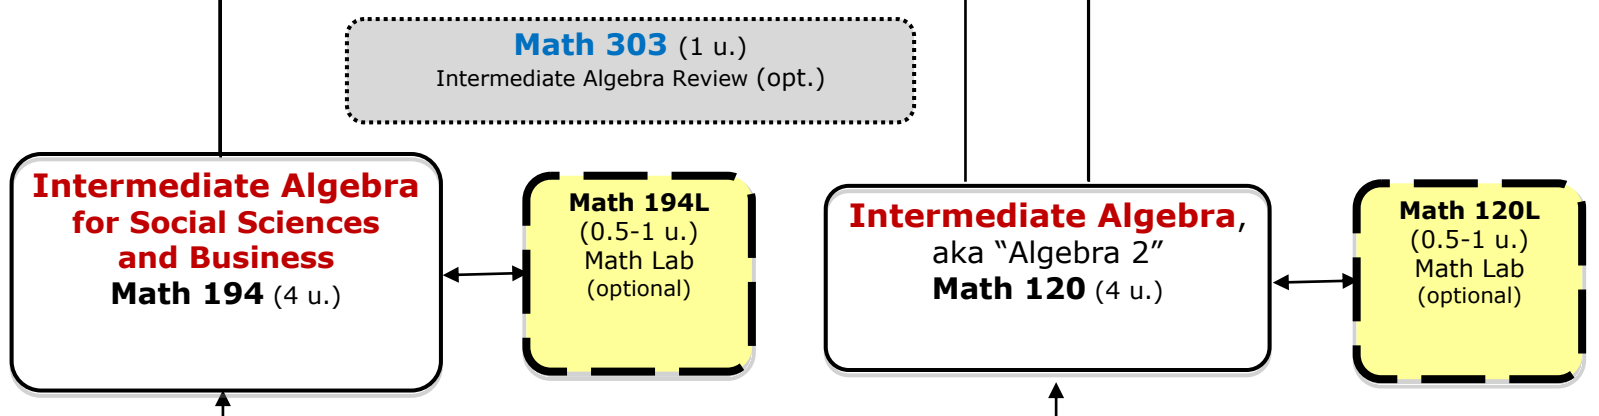 Math 303 (1 u.)
Intermediate Algebra Review (opt.)
Intermediate Algebra
for Social Sciences
and Business
Math 194 (4 u.)
Math 194L
(0.5-1 u.)
Math Lab
(optional)
Intermediate Algebra,
aka “Algebra 2”
Math 120 (4 u.)
Math 120L
(0.5-1 u.)
Math Lab
(optional)